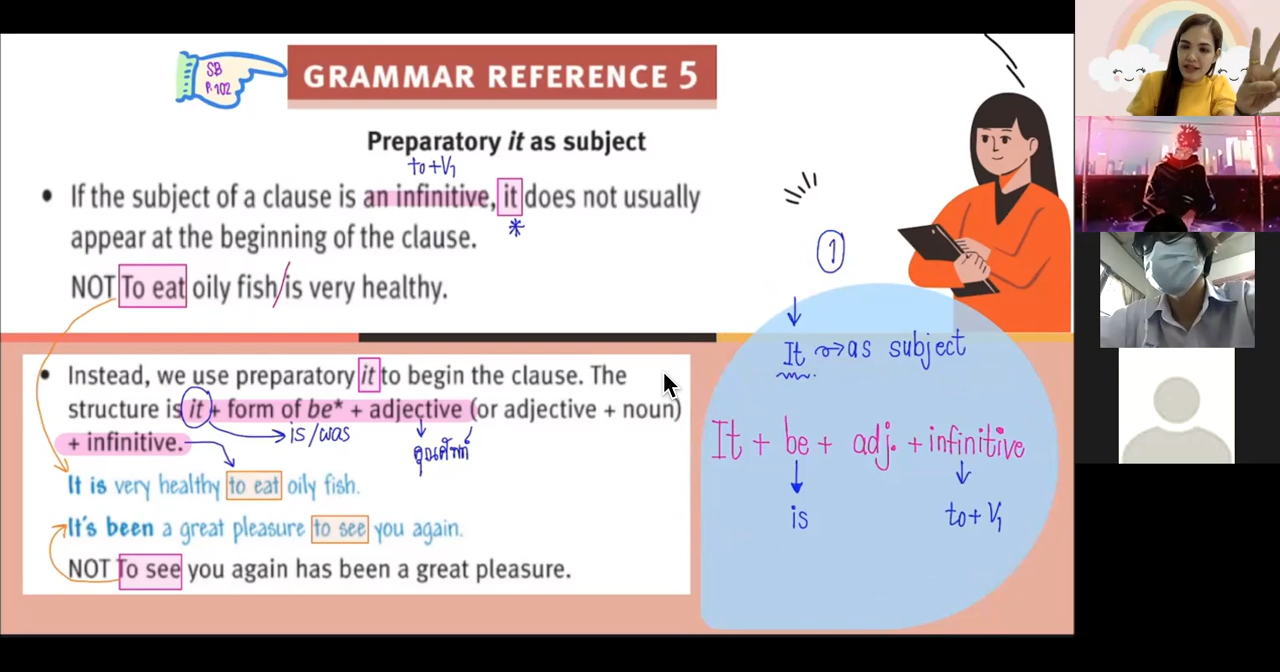 SB
P.102
GRAMMAR REFERENCE 5
Preparatory it as subject
to+V1
• If the subject of a clause is an infinitive, it does not usually
*
appear at the beginning of the clause.
NOT To eat oily fish/is very healthy.
• Instead, we use preparatory it to begin the clause. The
structure is it + form of be* + adjective (or adjective + noun)
+ infinitive.
is/was
คุณศัพท์
It is very healthy to eat oily fish.
It's been a great pleasure to see you again.
NOT To see you again has been a great pleasure.
1
It → as subject
It + be + adj. + infinitive
is
to+V1